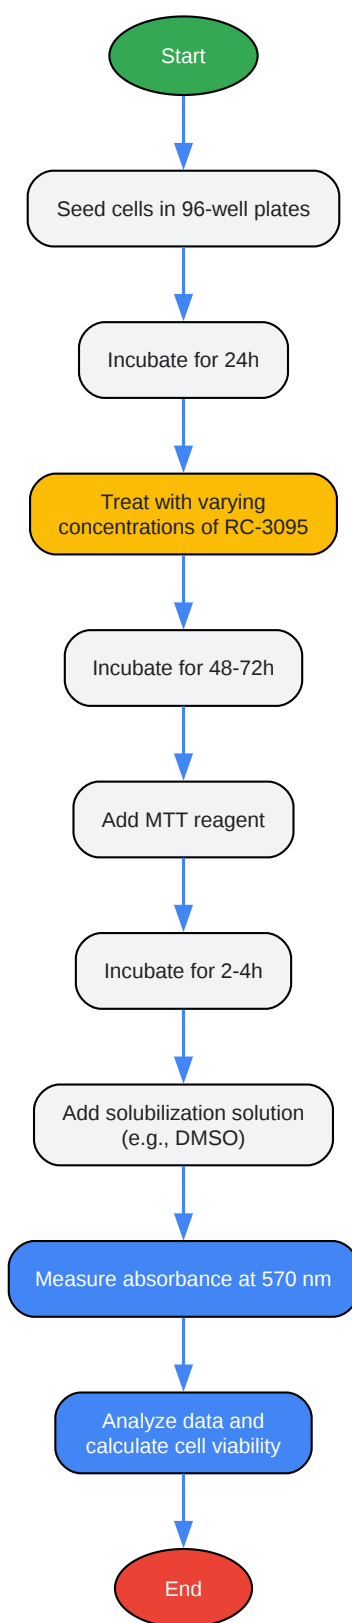 Start
Seed cells in 96-well plates
Incubate for 24h
Treat with varying
concentrations of RC-3095
Incubate for 48-72h
Add MTT reagent
Incubate for 2-4h
Add solubilization solution
(e.g., DMSO)
Measure absorbance at 570 nm
Analyze data and
calculate cell viability
End